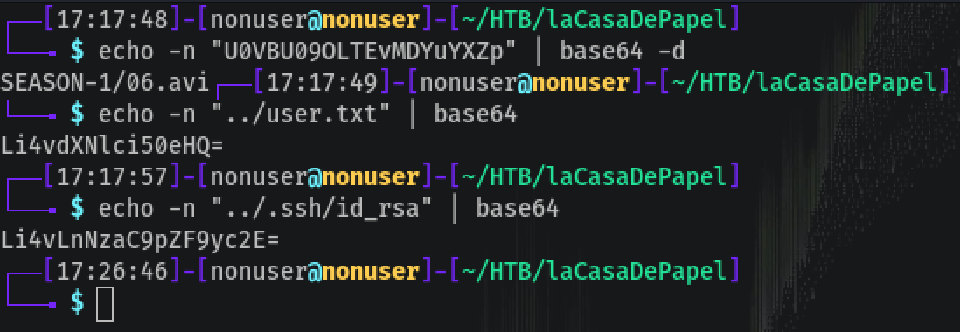 [17:17:48]-[nonuser@nonuser]-[~/HTB/laCasaDePapel]
$ echo -n "U0VBU09OLTEvMDYuYXZp" | base64 -d
SEASON-1/06.avi[17:17:49]-[nonuser@nonuser]-[~/HTB/laCasaDePapel]
$ echo -n "../user.txt" | base64
Li4vdXNlci50eHQ=
[17:17:57]-[nonuser@nonuser]-[~/HTB/laCasaDePapel]
$ echo -n "../.ssh/id_rsa" | base64
Li4vLnNzaC9pZF9yc2E=
[17:26:46]-[nonuser@nonuser]-[~/HTB/laCasaDePapel]
$